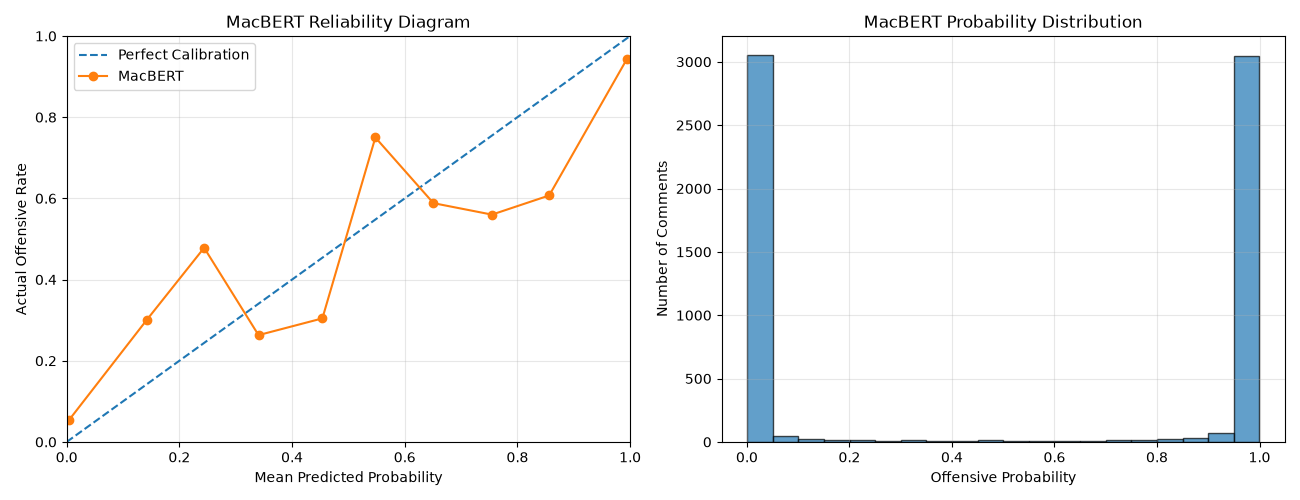 MacBERT Reliability Diagram
1.0
0.8
0.6
0.4
0.2
0.0
Actual Offensive Rate
Perfect Calibration
MacBERT
0.0 0.2 0.4 0.6 0.8 1.0
Mean Predicted Probability
MacBERT Probability Distribution
3000
2500
2000
1500
1000
500
0
Number of Comments
0.0 0.2 0.4 0.6 0.8 1.0
Offensive Probability